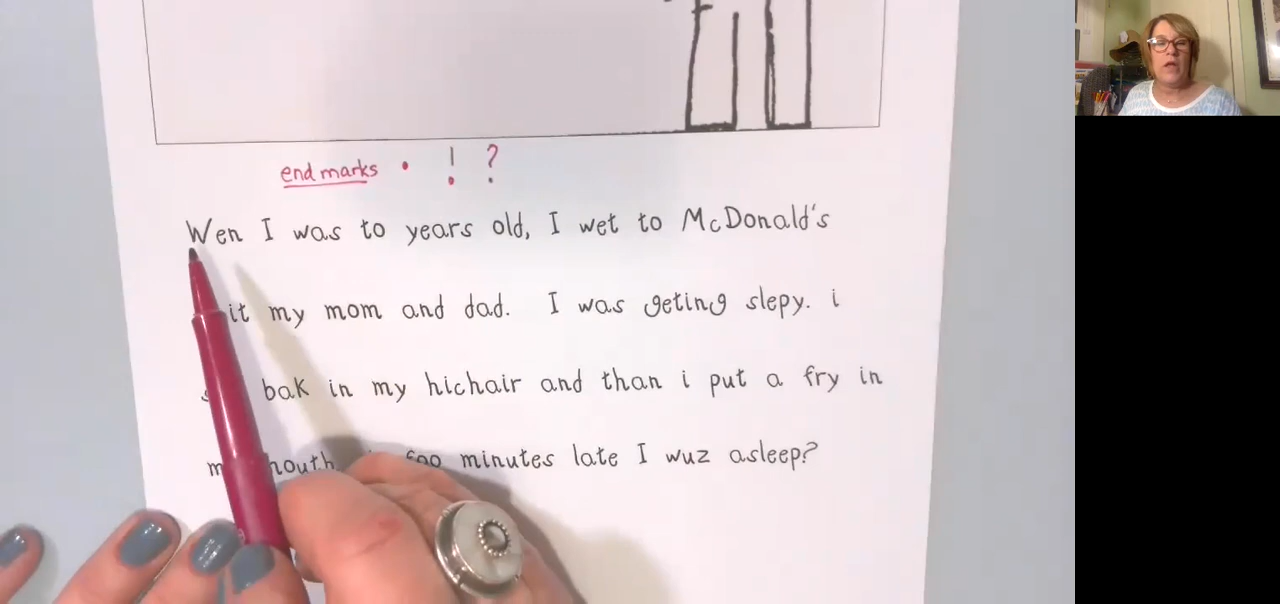 end marks . ! ?
Wen I was to years old, I wet to McDonald's
it my mom and dad. I was geting slepy. i
bak in my hichair and than i put a fry in
minutes late I wuz asleep?